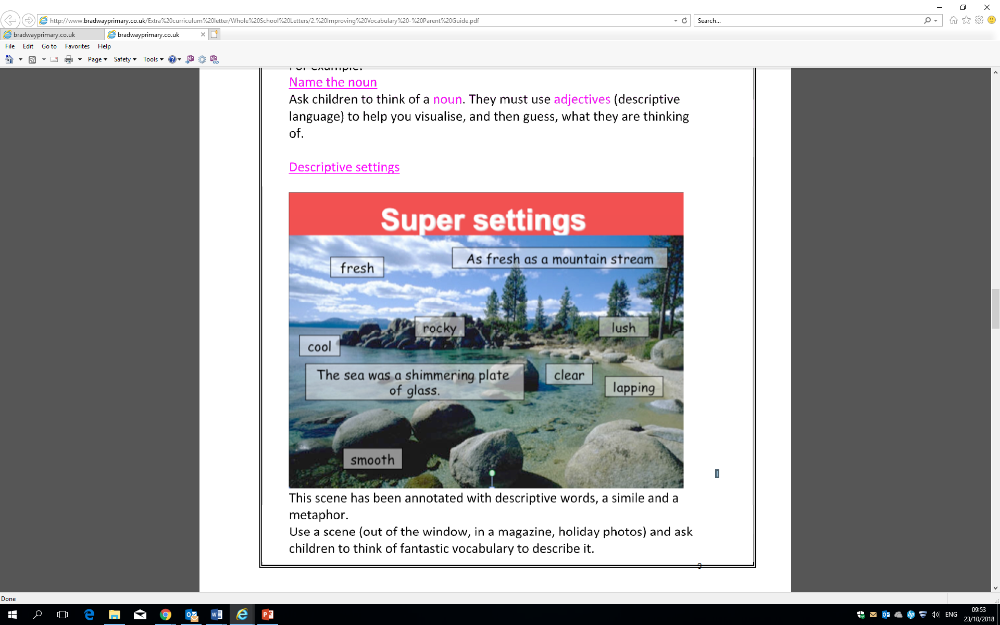 http://www.bradwayprimary.co.uk/Extra%20curriculum%20letter/Whole%20School%20Letters/2.%20Improving%20Vocabulary%20-%20Parent%20Guide.pdf
Search...
bradwayprimary.co.uk
bradwayprimary.co.uk
File Edit Go to Favorites Help
Page Safety Tools
For example:
Name the noun
Ask children to think of a noun. They must use adjectives (descriptive
language) to help you visualise, and then guess, what they are thinking
of.
Descriptive settings
Super settings
As fresh as a mountain stream
fresh
rocky
lush
cool
The sea was a shimmering plate
of glass.
clear
lapping
smooth
This scene has been annotated with descriptive words, a simile and a
metaphor.
Use a scene (out of the window, in a magazine, holiday photos) and ask
children to think of fantastic vocabulary to describe it.
3
Done
ENG
09:53
23/10/2018